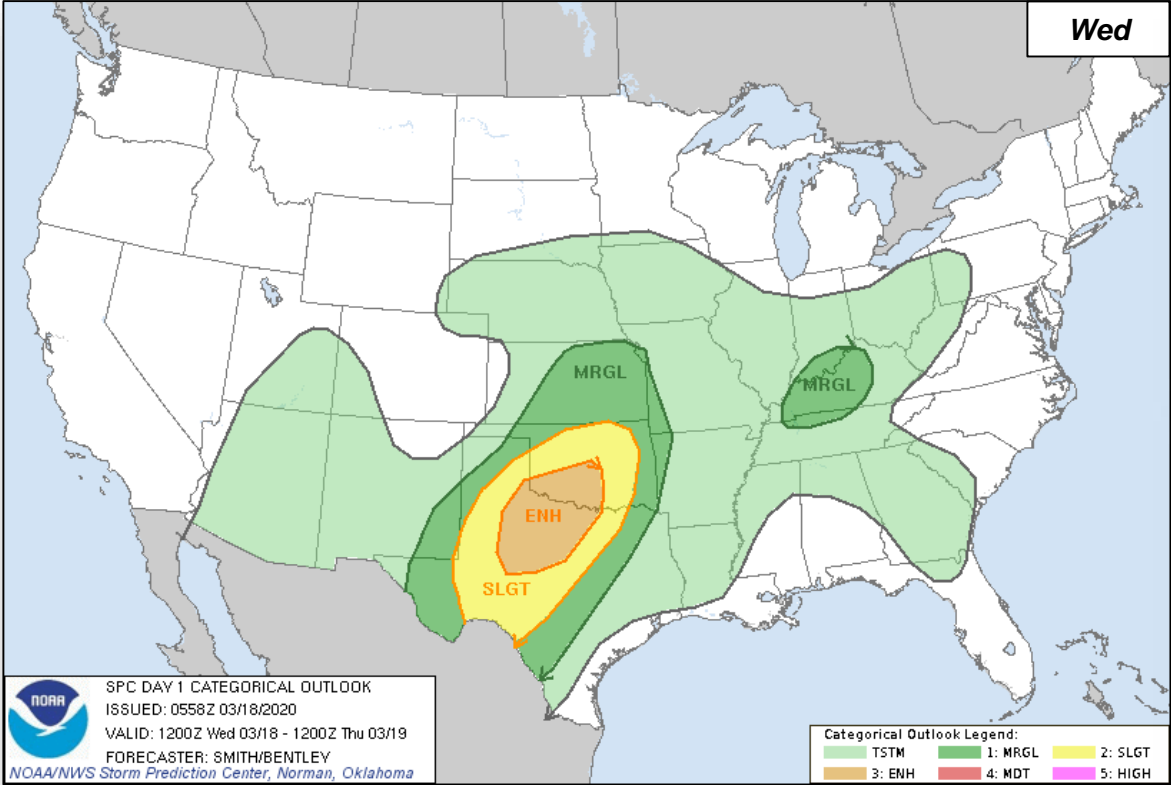 Wed
MRGL
MRGL
ENH
SLGT
NOAA
SPC DAY 1 CATEGORICAL OUTLOOK
ISSUED: 0558Z 03/18/2020
VALID: 1200Z Wed 03/18 - 1200Z Thu 03/19
FORECASTER: SMITH/BENTLEY
NOAA/NWS Storm Prediction Center, Norman, Oklahoma
Categorical Outlook Legend:
TSTM 1: MRGL 2: SLGT
3: ENH 4: MDT 5: HIGH